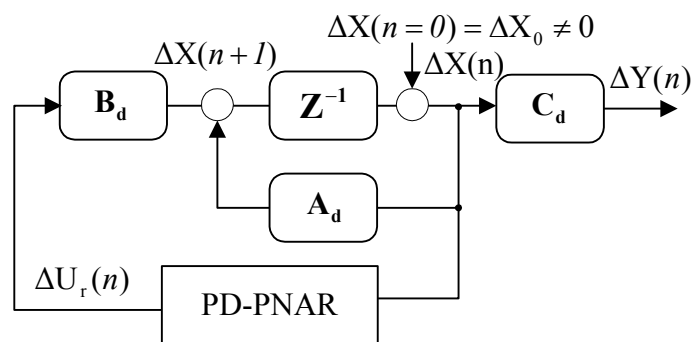 ΔX(n=0) = ΔX₀ ≠ 0
ΔX(n+1)
ΔX(n)
B_d
Z⁻¹
C_d
ΔY(n)
A_d
ΔU_r(n)
PD-PNAR